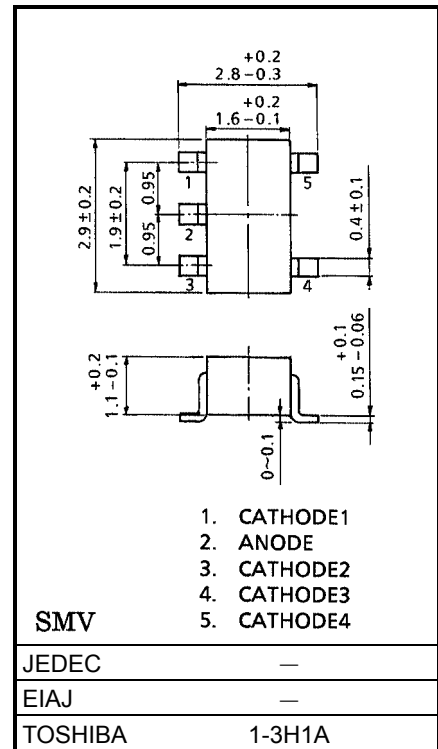 +0.2
2.8−0.3
+0.2
1.6−0.1
1
5
2
3
4
2.9±0.2
1.9±0.2
0.95
0.95
0.4±0.1
+0.2
1.1−0.1
+0.1
0.15−0.06
0~0.1
1. CATHODE1
2. ANODE
3. CATHODE2
4. CATHODE3
5. CATHODE4
SMV
JEDEC —
EIAJ —
TOSHIBA 1-3H1A